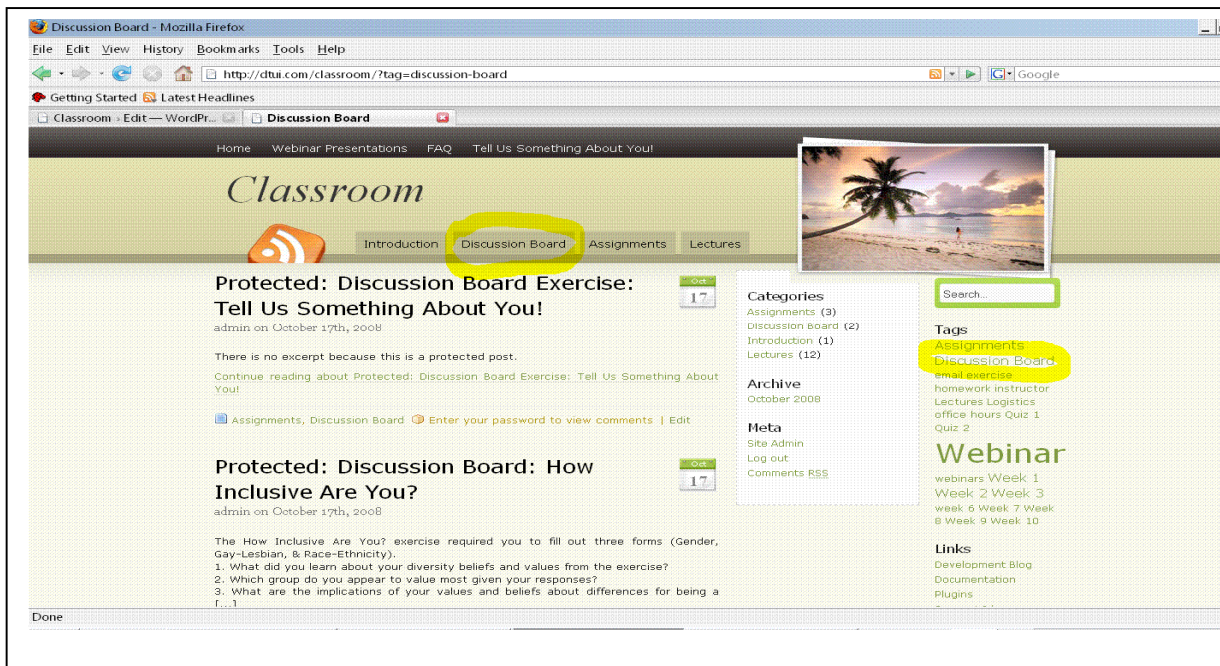 Discussion Board - Mozilla Firefox
File Edit View History Bookmarks Tools Help
http://dtui.com/classroom/?tag=discussion-board
Google
Getting Started Latest Headlines
Classroom › Edit — WordPr... Discussion Board
Home Webinar Presentations FAQ Tell Us Something About You!
Classroom
Introduction Discussion Board Assignments Lectures
Protected: Discussion Board Exercise:
Tell Us Something About You!
admin on October 17th, 2008
Oct
17
There is no excerpt because this is a protected post.
Continue reading about Protected: Discussion Board Exercise: Tell Us Something About
You!
Assignments, Discussion Board Enter your password to view comments | Edit
Protected: Discussion Board: How
Inclusive Are You?
admin on October 17th, 2008
Oct
17
The How Inclusive Are You? exercise required you to fill out three forms (Gender,
Gay-Lesbian, & Race-Ethnicity).
1. What did you learn about your diversity beliefs and values from the exercise?
2. Which group do you appear to value most given your responses?
3. What are the implications of your values and beliefs about differences for being a
[...]
Categories
Assignments (3)
Discussion Board (2)
Introduction (1)
Lectures (12)
Archive
October 2008
Meta
Site Admin
Log out
Comments RSS
Search...
Tags
Assignments
Discussion Board
email exercise
homework instructor
Lectures Logistics
office hours Quiz 1
Quiz 2
Webinar
webinars Week 1
Week 2 Week 3
week 6 Week 7 Week
8 Week 9 Week 10
Links
Development Blog
Documentation
Plugins
Done